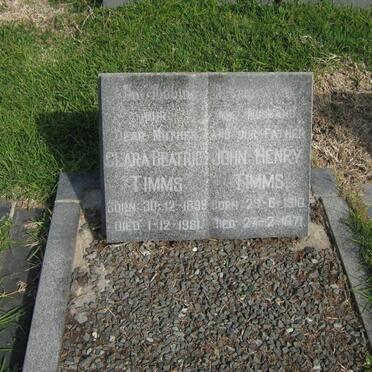 OUR
DEAR MOTHER
CLARA BEATRICE
TIMMS
BORN 30-12-1899
DIED 1-12-1981
HUSBAND
AND OUR FATHER
JOHN HENRY
TIMMS
BORN 29-6-1910
DIED 27-2-1971